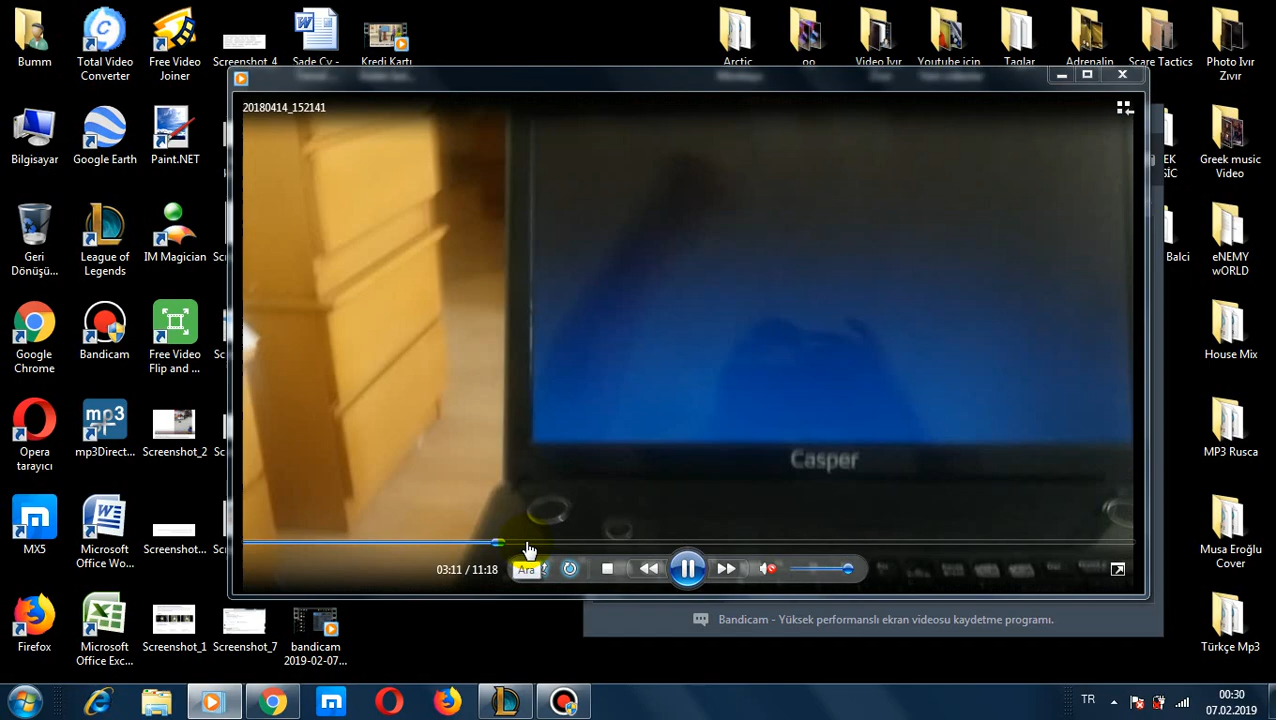 Bumm
Total Video
Converter
Free Video
Joiner
Screenshot_4
Sade Cv -
Kredi Kartı
Arctic
oo
Video Ivır
Youtube için
Taglar
Adrenalin
Scare Tactics
Photo Ivır
Zıvır
20180414_152141
Bilgisayar
Google Earth
Paint.NET
Greek music
Video
Geri
Dönüşü...
League of
Legends
IM Magician
Balci
eNEMY
wORLD
Google
Chrome
Bandicam
Free Video
Flip and ...
House Mix
Opera
tarayıcı
mp3
mp3Direct...
Screenshot_2
MP3 Rusca
Casper
MX5
Microsoft
Office Wo...
Screenshot...
Musa Eroğlu
Cover
03:11 / 11:18
Ara
Firefox
Microsoft
Office Exc...
Screenshot_1
Screenshot_7
bandicam
2019-02-07...
Bandicam - Yüksek performanslı ekran videosu kaydetme programı.
Türkçe Mp3
TR
00:30
07.02.2019